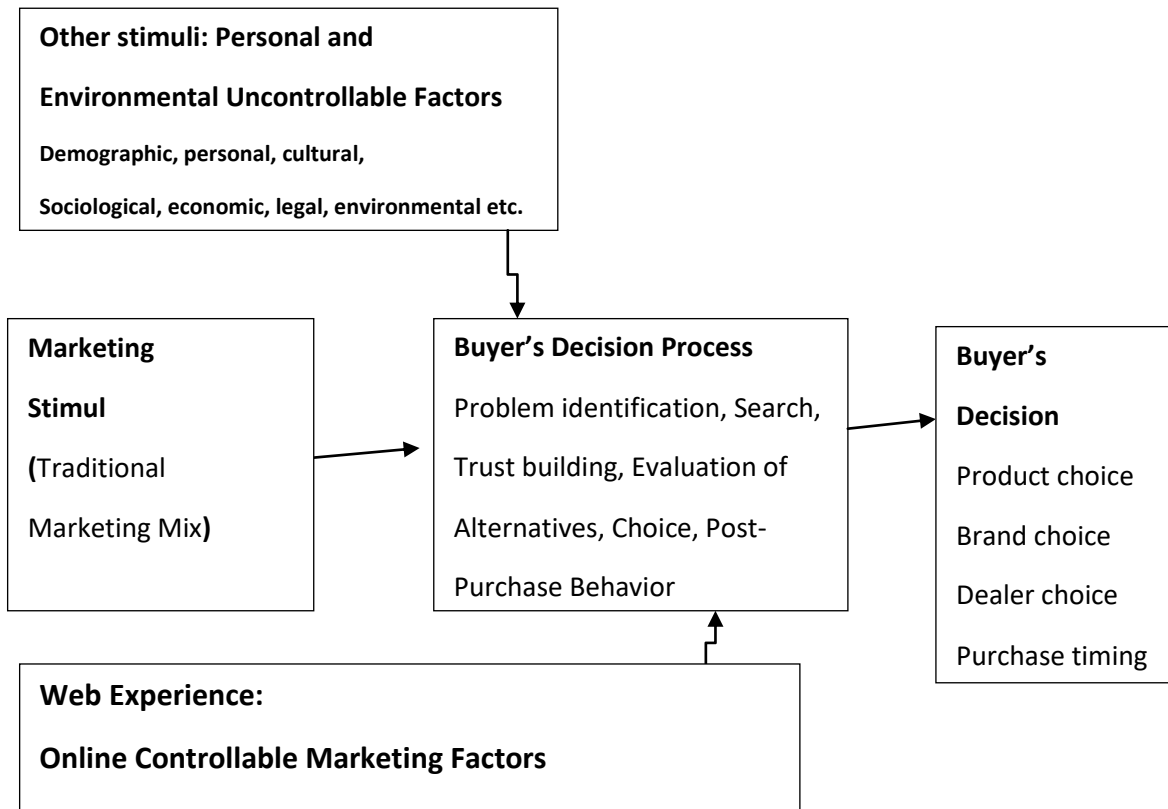 Other stimuli: Personal and
Environmental Uncontrollable Factors
Demographic, personal, cultural,
Sociological, economic, legal, environmental etc.
Marketing
Stimul
(Traditional
Marketing Mix)
Buyer’s Decision Process
Problem identification, Search,
Trust building, Evaluation of
Alternatives, Choice, Post-
Purchase Behavior
Buyer’s
Decision
Product choice
Brand choice
Dealer choice
Purchase timing
Web Experience:
Online Controllable Marketing Factors